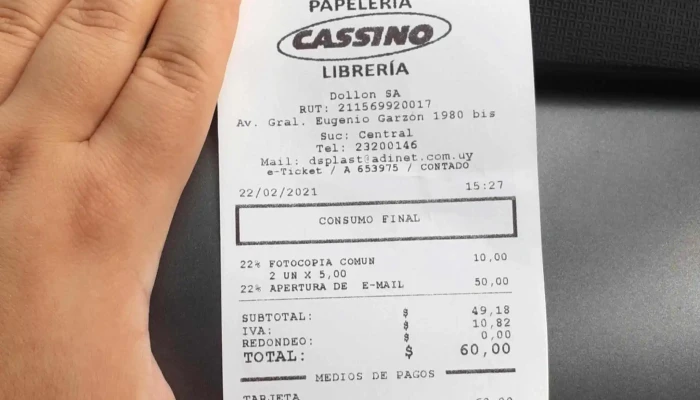 PAPELERÍA
CASSINO
LIBRERÍA
Dollon SA
RUT: 211569920017
Av. Gral. Eugenio Garzón 1980 bis
Suc: Central
Tel: 23200146
Mail: dsplast@adinet.com.uy
e-Ticket / A 653975 / CONTADO
22/02/2021 15:27
CONSUMO FINAL
22% FOTOCOPIA COMUN 10,00
2 UN X 5,00
22% APERTURA DE E-MAIL 50,00
SUBTOTAL: $ 49,18
IVA: $ 10,82
REDONDEO: $ 0,00
TOTAL: $ 60,00
MEDIOS DE PAGOS
TARJETA